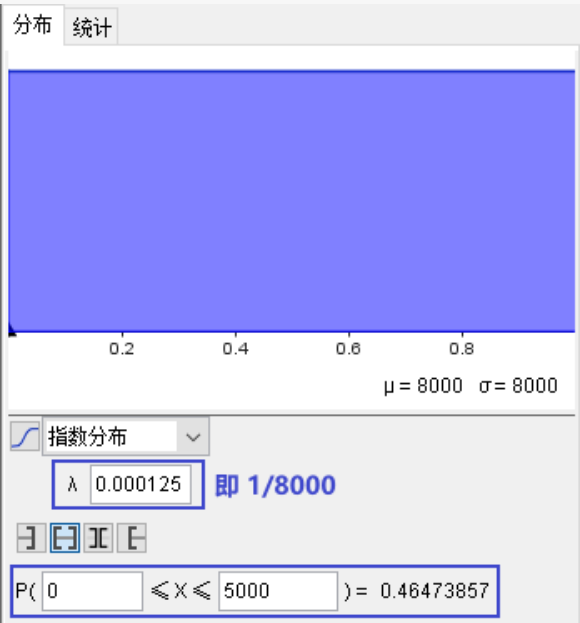 分布 统计
0.2 0.4 0.6 0.8
μ = 8000 σ = 8000
指数分布
λ 0.000125 即 1/8000
P( 0 ≤ X ≤ 5000 ) = 0.46473857